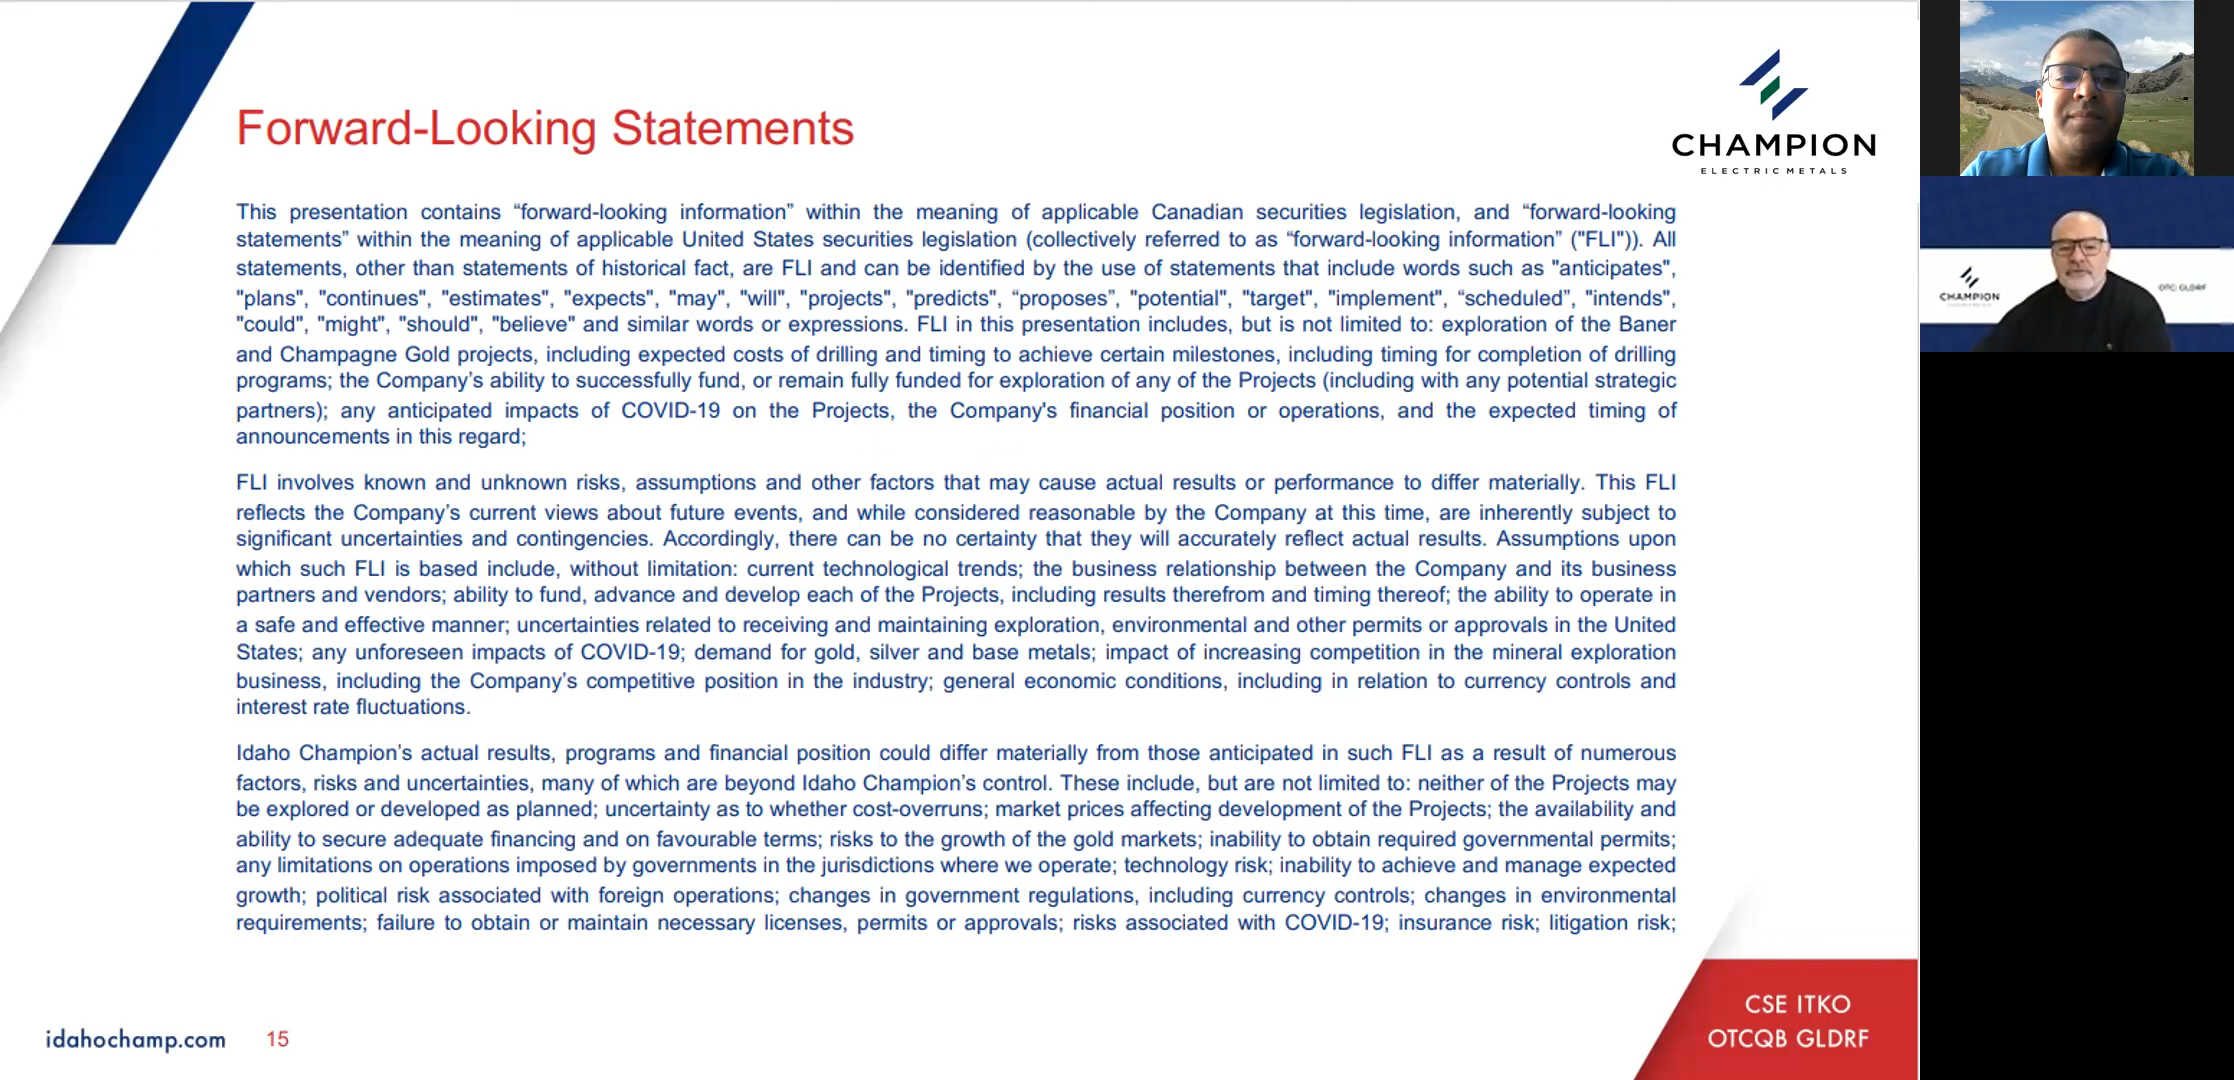 Forward-Looking Statements
CHAMPION
ELECTRIC METALS
This presentation contains “forward-looking information” within the meaning of applicable Canadian securities legislation, and “forward-looking
statements” within the meaning of applicable United States securities legislation (collectively referred to as “forward-looking information” ("FLI")). All
statements, other than statements of historical fact, are FLI and can be identified by the use of statements that include words such as "anticipates",
"plans", "continues", "estimates", "expects", "may", "will", "projects", "predicts", “proposes”, "potential", "target", "implement", “scheduled”, "intends",
"could", "might", "should", "believe" and similar words or expressions. FLI in this presentation includes, but is not limited to: exploration of the Baner
and Champagne Gold projects, including expected costs of drilling and timing to achieve certain milestones, including timing for completion of drilling
programs; the Company’s ability to successfully fund, or remain fully funded for exploration of any of the Projects (including with any potential strategic
partners); any anticipated impacts of COVID-19 on the Projects, the Company's financial position or operations, and the expected timing of
announcements in this regard;
FLI involves known and unknown risks, assumptions and other factors that may cause actual results or performance to differ materially. This FLI
reflects the Company’s current views about future events, and while considered reasonable by the Company at this time, are inherently subject to
significant uncertainties and contingencies. Accordingly, there can be no certainty that they will accurately reflect actual results. Assumptions upon
which such FLI is based include, without limitation: current technological trends; the business relationship between the Company and its business
partners and vendors; ability to fund, advance and develop each of the Projects, including results therefrom and timing thereof; the ability to operate in
a safe and effective manner; uncertainties related to receiving and maintaining exploration, environmental and other permits or approvals in the United
States; any unforeseen impacts of COVID-19; demand for gold, silver and base metals; impact of increasing competition in the mineral exploration
business, including the Company’s competitive position in the industry; general economic conditions, including in relation to currency controls and
interest rate fluctuations.
Idaho Champion’s actual results, programs and financial position could differ materially from those anticipated in such FLI as a result of numerous
factors, risks and uncertainties, many of which are beyond Idaho Champion’s control. These include, but are not limited to: neither of the Projects may
be explored or developed as planned; uncertainty as to whether cost-overruns; market prices affecting development of the Projects; the availability and
ability to secure adequate financing and on favourable terms; risks to the growth of the gold markets; inability to obtain required governmental permits;
any limitations on operations imposed by governments in the jurisdictions where we operate; technology risk; inability to achieve and manage expected
growth; political risk associated with foreign operations; changes in government regulations, including currency controls; changes in environmental
requirements; failure to obtain or maintain necessary licenses, permits or approvals; risks associated with COVID-19; insurance risk; litigation risk;
idahochamp.com 15
CSE ITKO
OTCQB GLDRF
CHAMPION
OTC: GLDRF